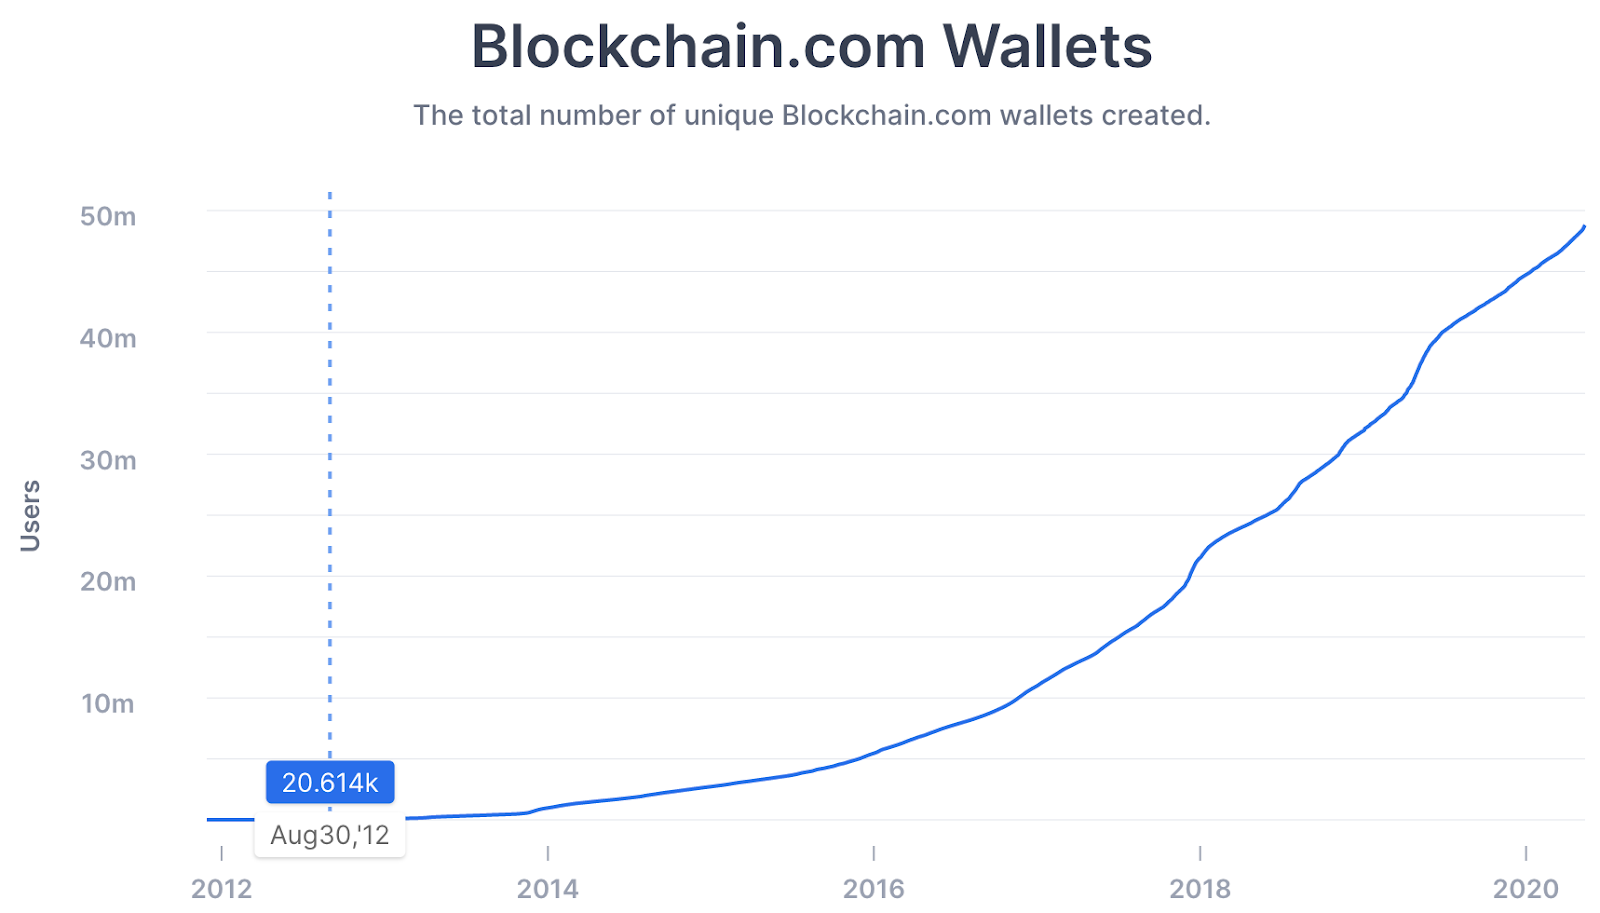 Blockchain.com Wallets
The total number of unique Blockchain.com wallets created.
50m
40m
30m
Users
20m
10m
20.614k
Aug30,'12
2012 2014 2016 2018 2020